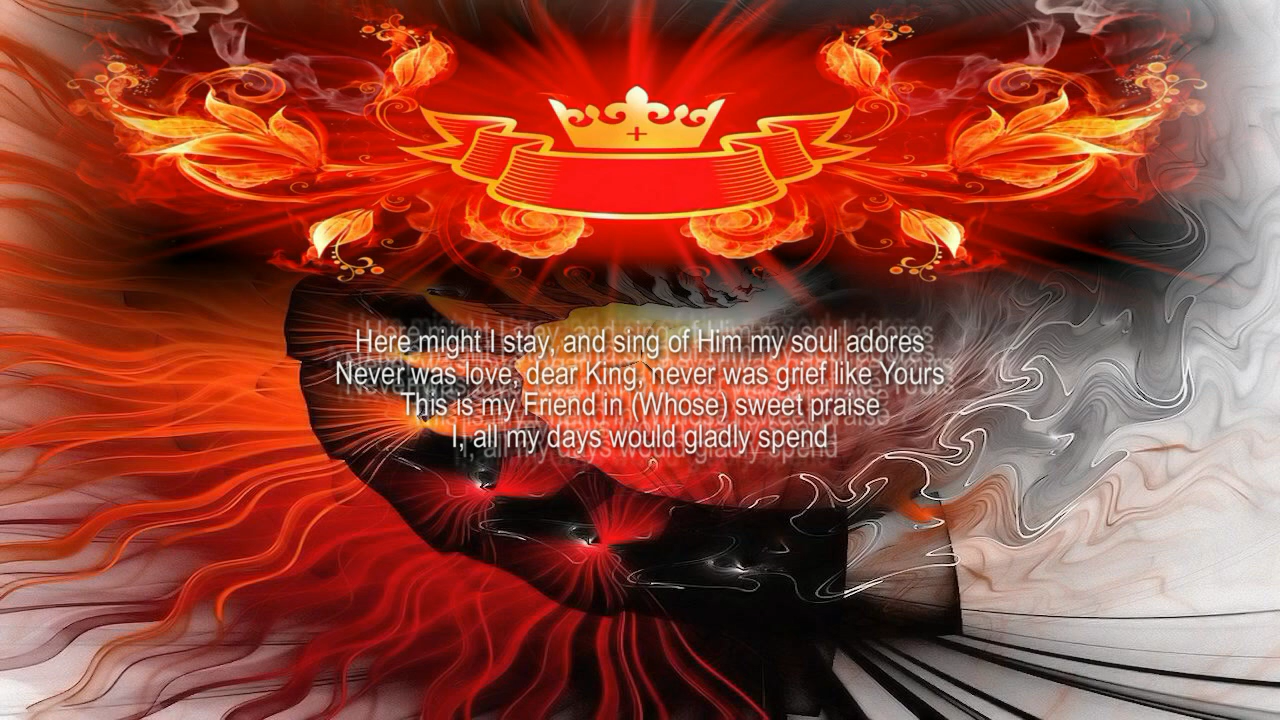 Here might I stay, and sing of Him my soul adores
Never was love, dear King, never was grief like Yours
This is my Friend in (Whose) sweet praise
I, all my days would gladly spend